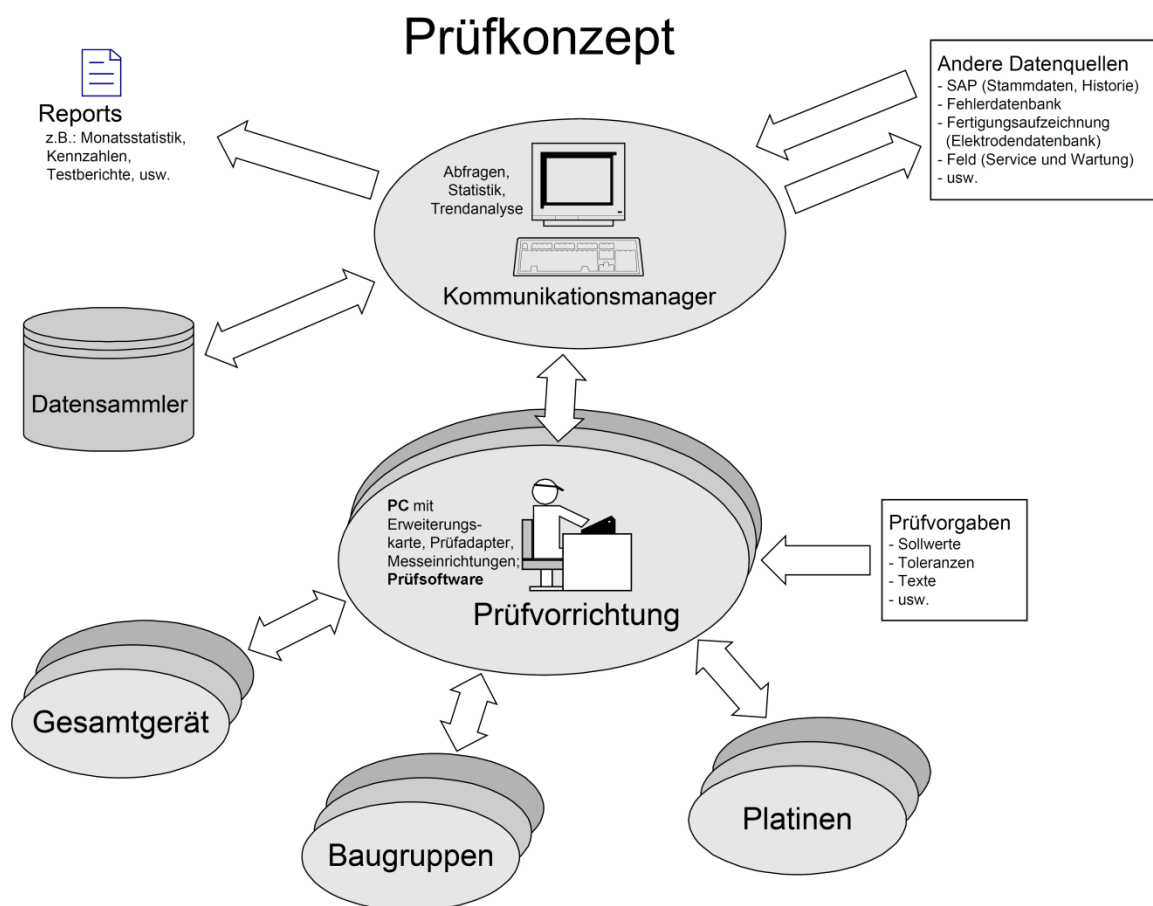 Prüfkonzept
Reports
z.B.: Monatsstatistik,
Kennzahlen,
Testberichte, usw.
Andere Datenquellen
- SAP (Stammdaten, Historie)
- Fehlerdatenbank
- Fertigungsaufzeichnung
(Elektrodendatenbank)
- Feld (Service und Wartung)
- usw.
Abfragen,
Statistik,
Trendanalyse
Kommunikationsmanager
Datensammler
PC mit
Erweiterungs-
karte, Prüfadapter,
Messeinrichtungen;
Prüfsoftware
Prüfvorrichtung
Prüfvorgaben
- Sollwerte
- Toleranzen
- Texte
- usw.
Gesamtgerät
Baugruppen
Platinen